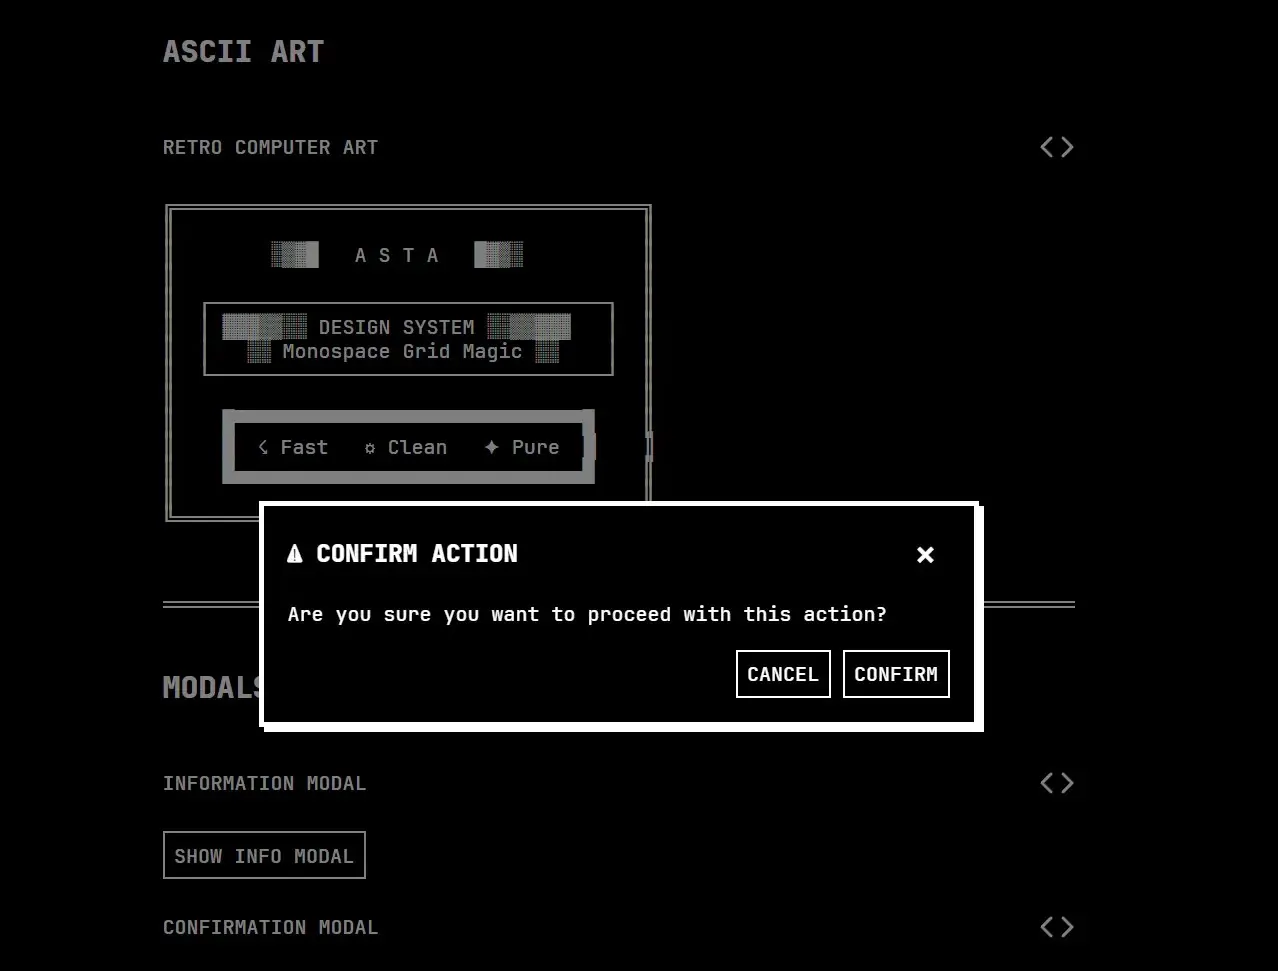 ASCII ART
RETRO COMPUTER ART
A S T A
DESIGN SYSTEM
Monospace Grid Magic
Fast ☼ Clean ✦ Pure
⚠ CONFIRM ACTION ×
Are you sure you want to proceed with this action?
CANCEL CONFIRM
MODALS
INFORMATION MODAL
SHOW INFO MODAL
CONFIRMATION MODAL